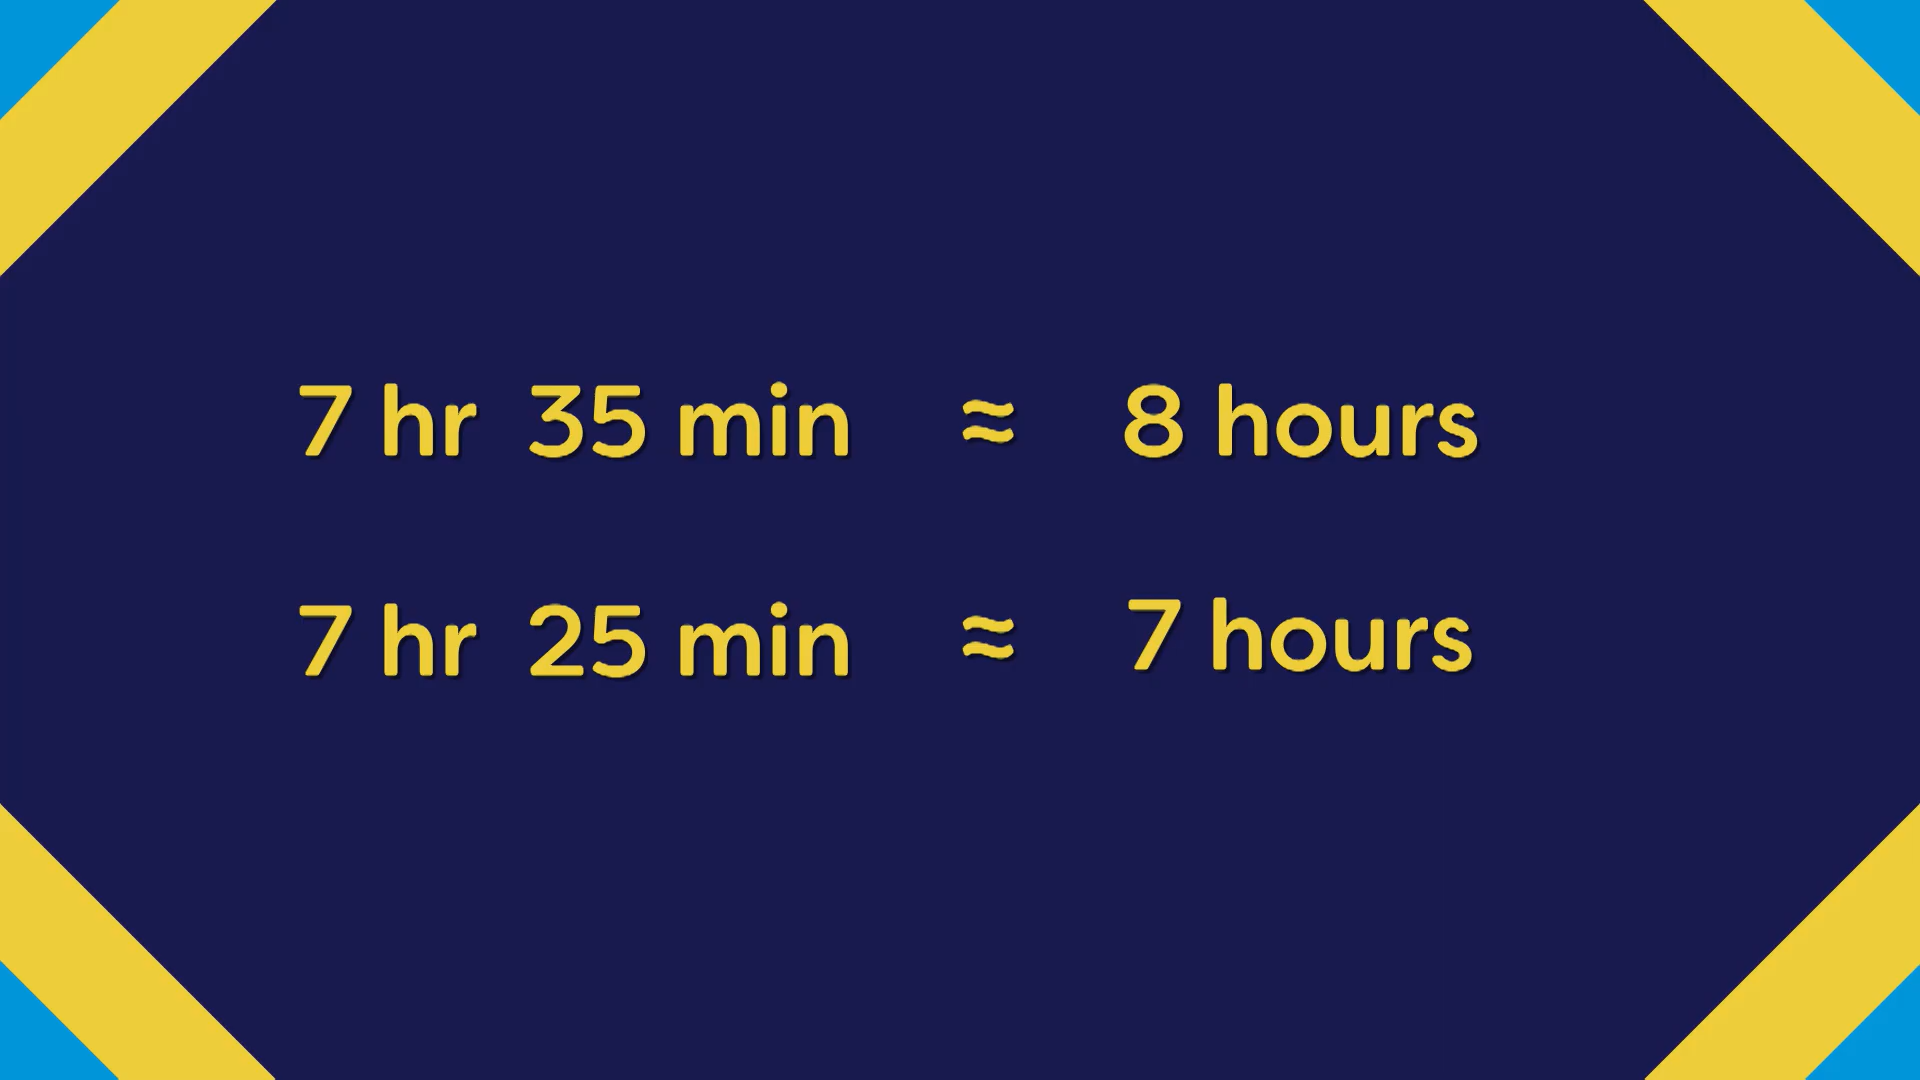 7 hr 35 min ≈ 8 hours
7 hr 25 min ≈ 7 hours